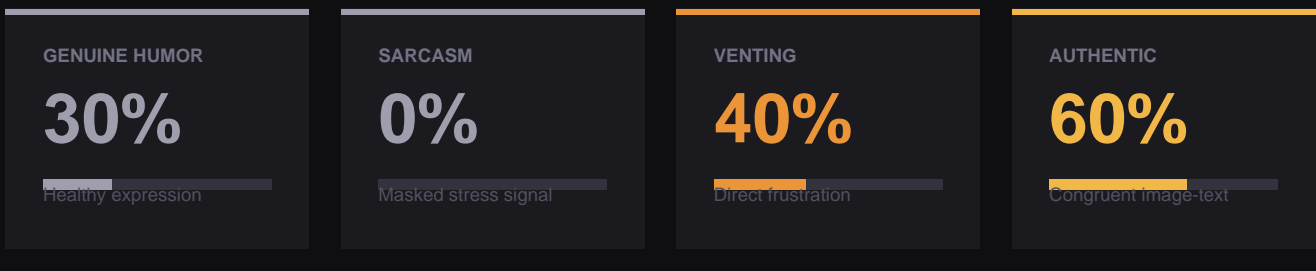 GENUINE HUMOR
30%
Healthy expression
SARCASM
0%
Masked stress signal
VENTING
40%
Direct frustration
AUTHENTIC
60%
Congruent image-text